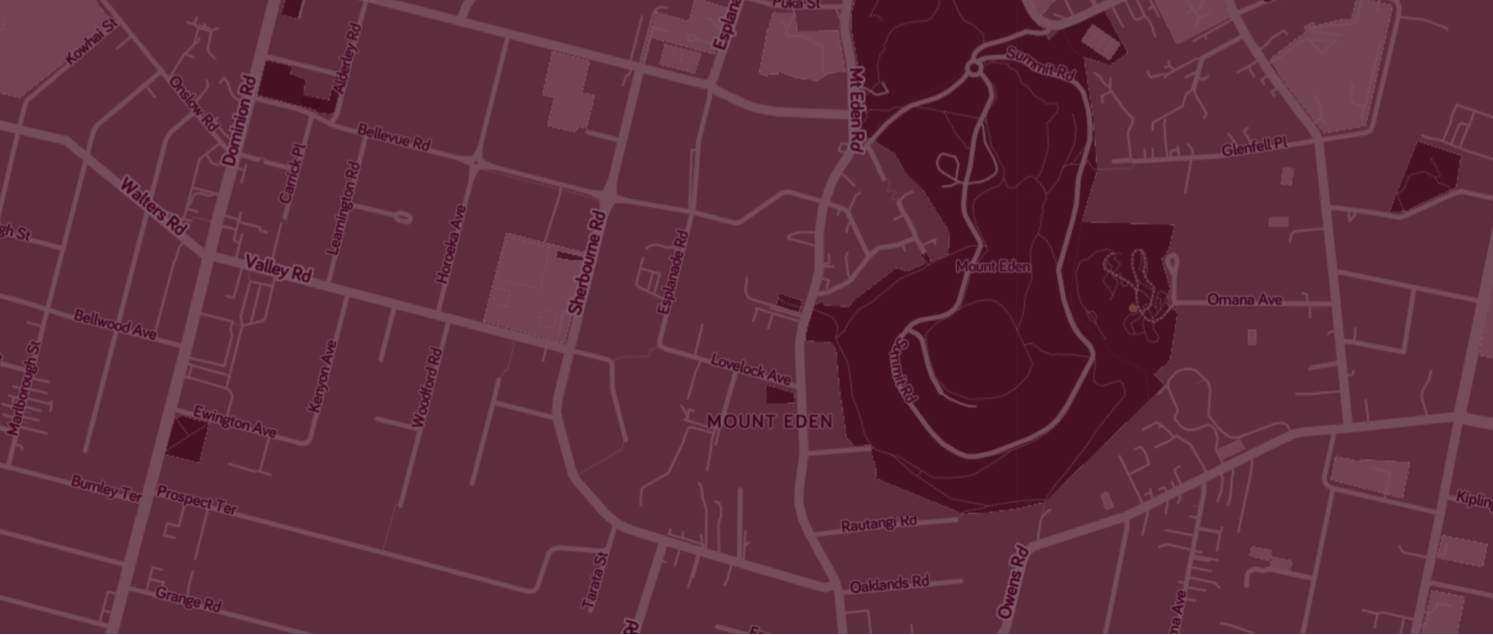 Puka St
Kowhai St
Esplana
Alderley Rd
Summit Rd
Onslow Rd
Dominion Rd
Mt Eden Rd
Bellevue Rd
Glenfell Pl
Carrick Pl
Walters Rd
Leamington Rd
gh St
Horoeka Ave
Sherbourne Rd
Esplanade Rd
Valley Rd
Mount Eden
Omana Ave
Bellwood Ave
Marlborough St
Kenyon Ave
Woodford Rd
Lovelock Ave
Summit Rd
Ewington Ave
MOUNT EDEN
Burnley Ter
Prospect Ter
Kiplin
Rautangi Rd
Tarata St
Owens Rd
Oaklands Rd
Grange Rd
na Ave
Rd